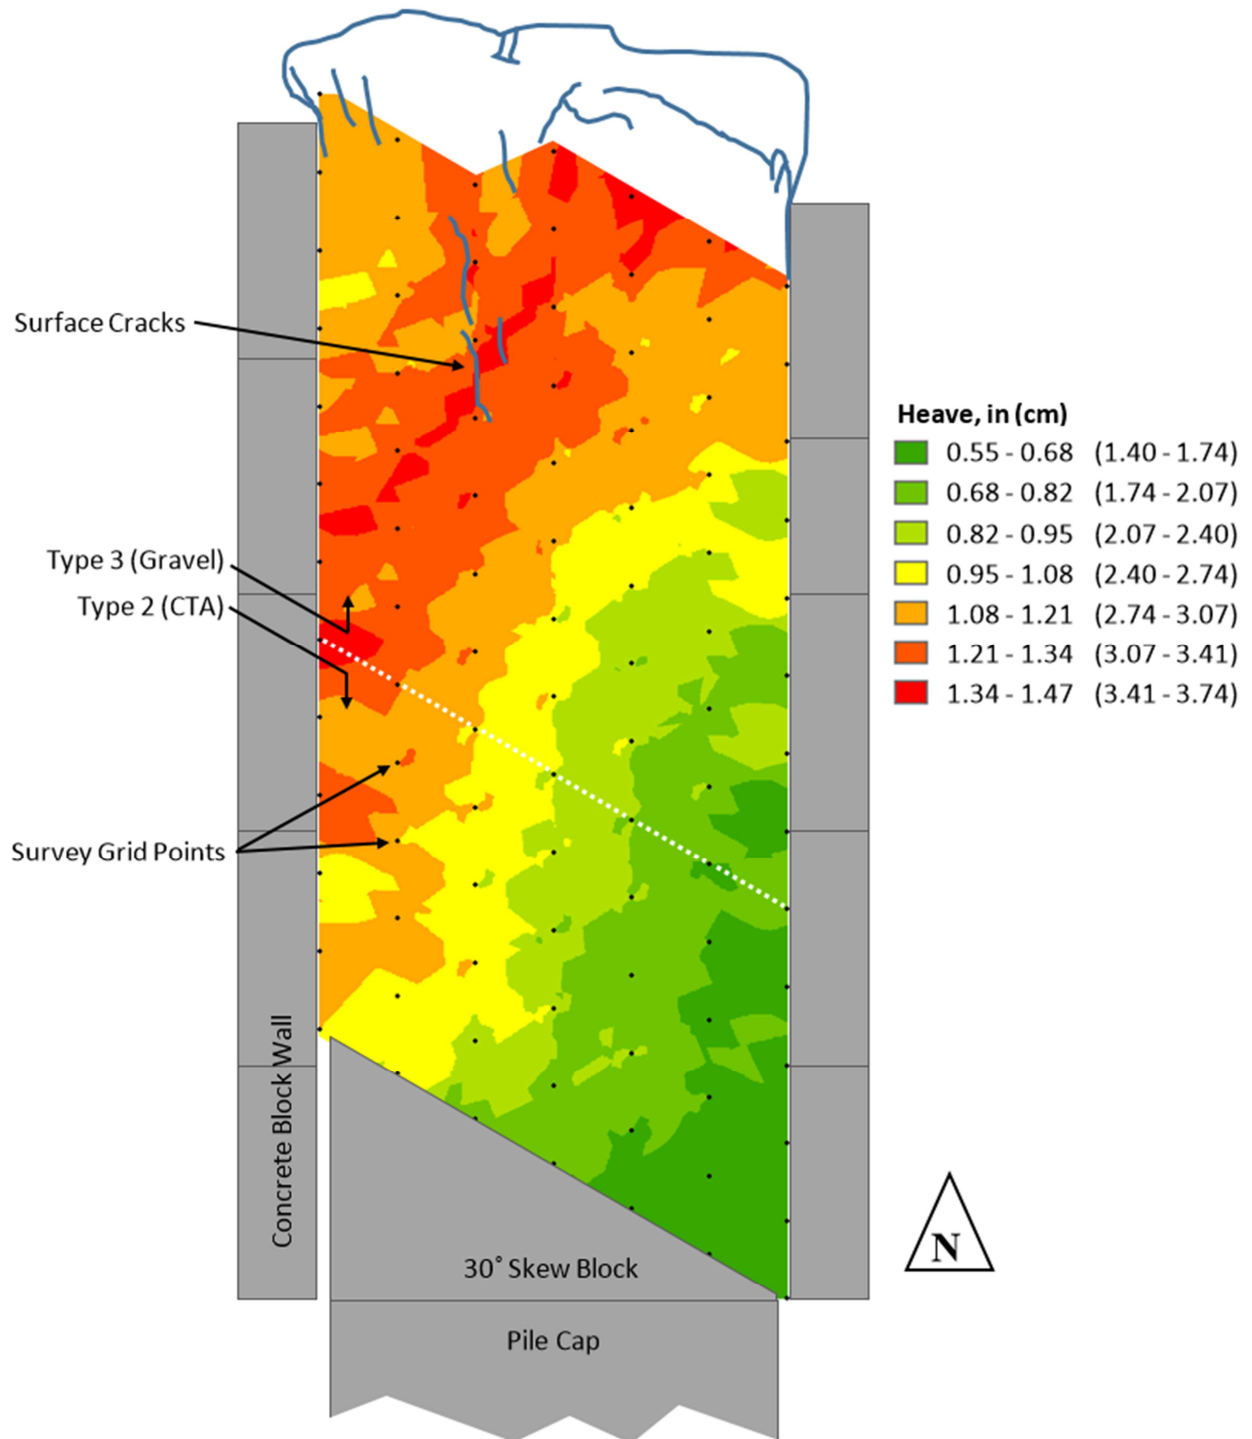 Surface Cracks
Heave, in (cm)
0.55 - 0.68 (1.40 - 1.74)
0.68 - 0.82 (1.74 - 2.07)
0.82 - 0.95 (2.07 - 2.40)
0.95 - 1.08 (2.40 - 2.74)
1.08 - 1.21 (2.74 - 3.07)
1.21 - 1.34 (3.07 - 3.41)
1.34 - 1.47 (3.41 - 3.74)
Type 3 (Gravel)
Type 2 (CTA)
Survey Grid Points
Concrete Block Wall
30° Skew Block
Pile Cap
N